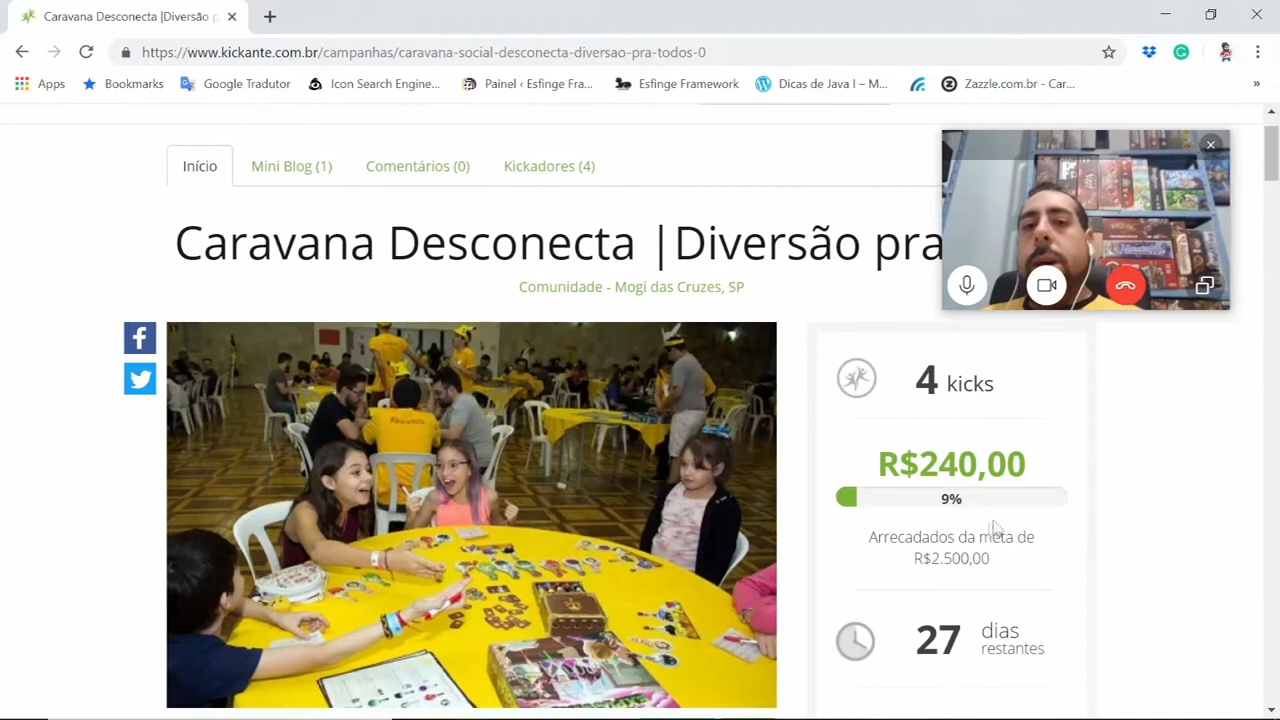 Caravana Desconecta |Diversão p
https://www.kickante.com.br/campanhas/caravana-social-desconecta-diversao-pra-todos-0
Apps
Bookmarks
Google Tradutor
Icon Search Engine...
Painel ‹ Esfinge Fra...
Esfinge Framework
Dicas de Java I – M...
Zazzle.com.br - Car...
»
Início
Mini Blog (1)
Comentários (0)
Kickadores (4)
Caravana Desconecta |Diversão pra
Comunidade - Mogi das Cruzes, SP
4 kicks
R$240,00
9%
Arrecadados da meta de
R$2.500,00
27 dias
restantes